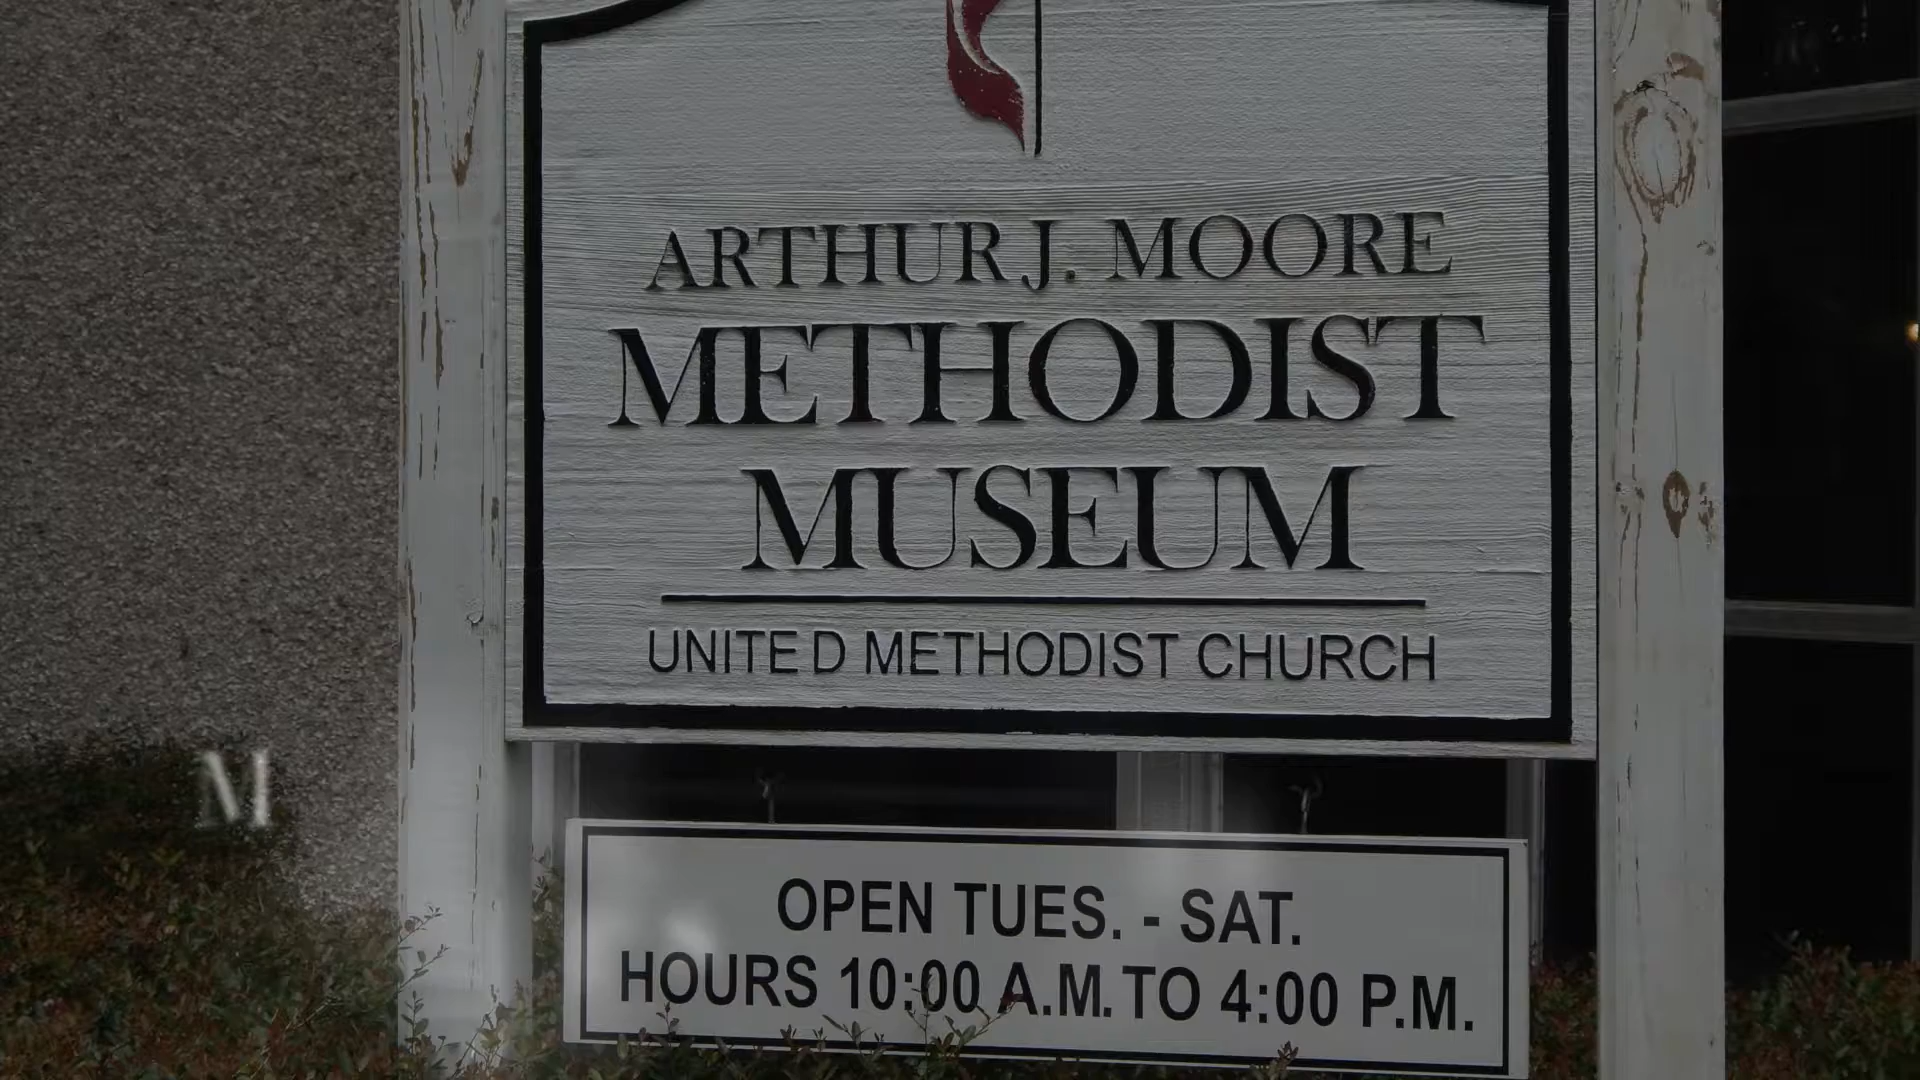 ARTHUR J. MOORE
METHODIST
MUSEUM
UNITED METHODIST CHURCH
M
OPEN TUES. - SAT.
HOURS 10:00 A.M. TO 4:00 P.M.